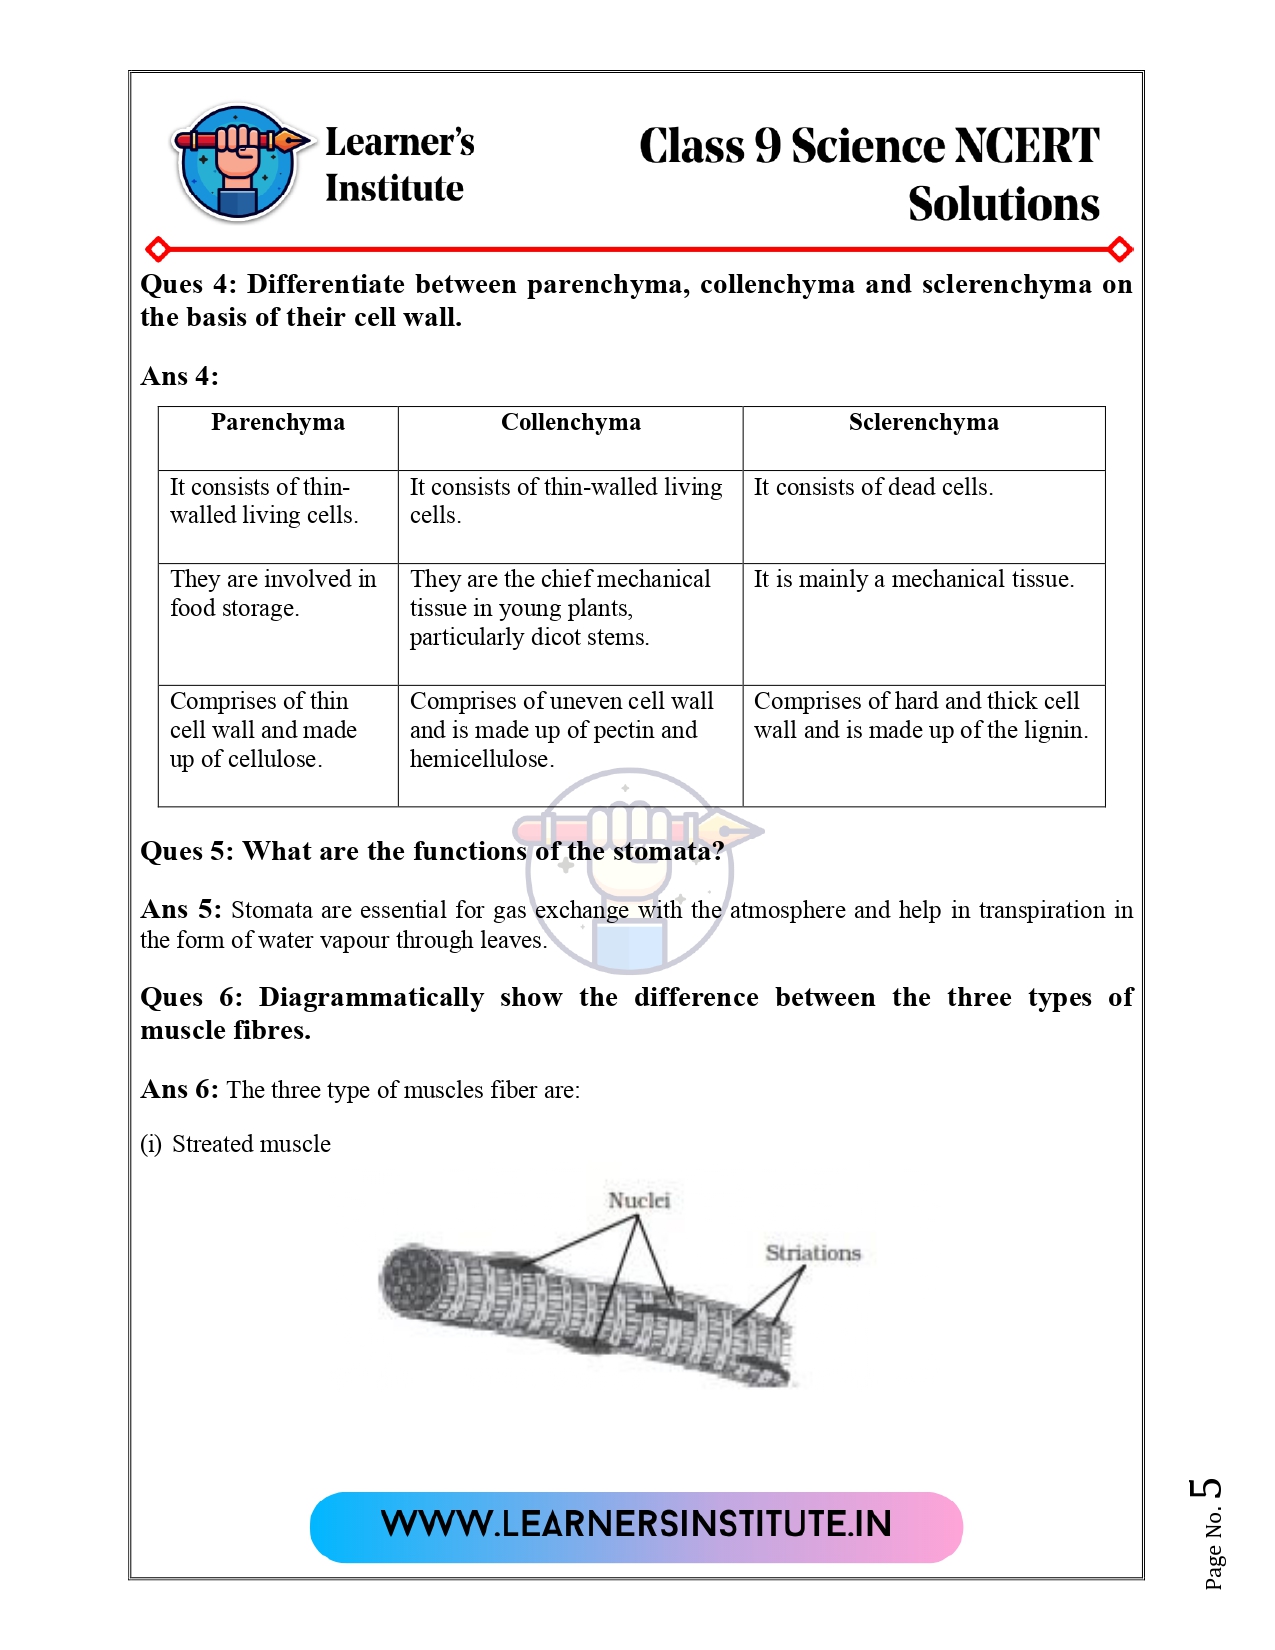 Learner's
Institute
Class 9 Science NCERT
Solutions
Ques 4: Differentiate between parenchyma, collenchyma and sclerenchyma on
the basis of their cell wall.
Ans 4:
Parenchyma
Collenchyma
Sclerenchyma
It consists of thin-
walled living cells.
It consists of thin-walled living
cells.
It consists of dead cells.
They are involved in
food storage.
They are the chief mechanical
tissue in young plants,
particularly dicot stems.
It is mainly a mechanical tissue.
Comprises of thin
cell wall and made
up of cellulose.
Comprises of uneven cell wall
and is made up of pectin and
hemicellulose.
Comprises of hard and thick cell
wall and is made up of the lignin.
Ques 5: What are the functions of the stomata?
Ans 5: Stomata are essential for gas exchange with the atmosphere and help in transpiration in
the form of water vapour through leaves.
Ques 6: Diagrammatically show the difference between the three types of
muscle fibres.
Ans 6: The three type of muscles fiber are:
(i) Streated muscle
Nuclei
Striations
WWW.LEARNERSINSTITUTE.IN
Page No. 5